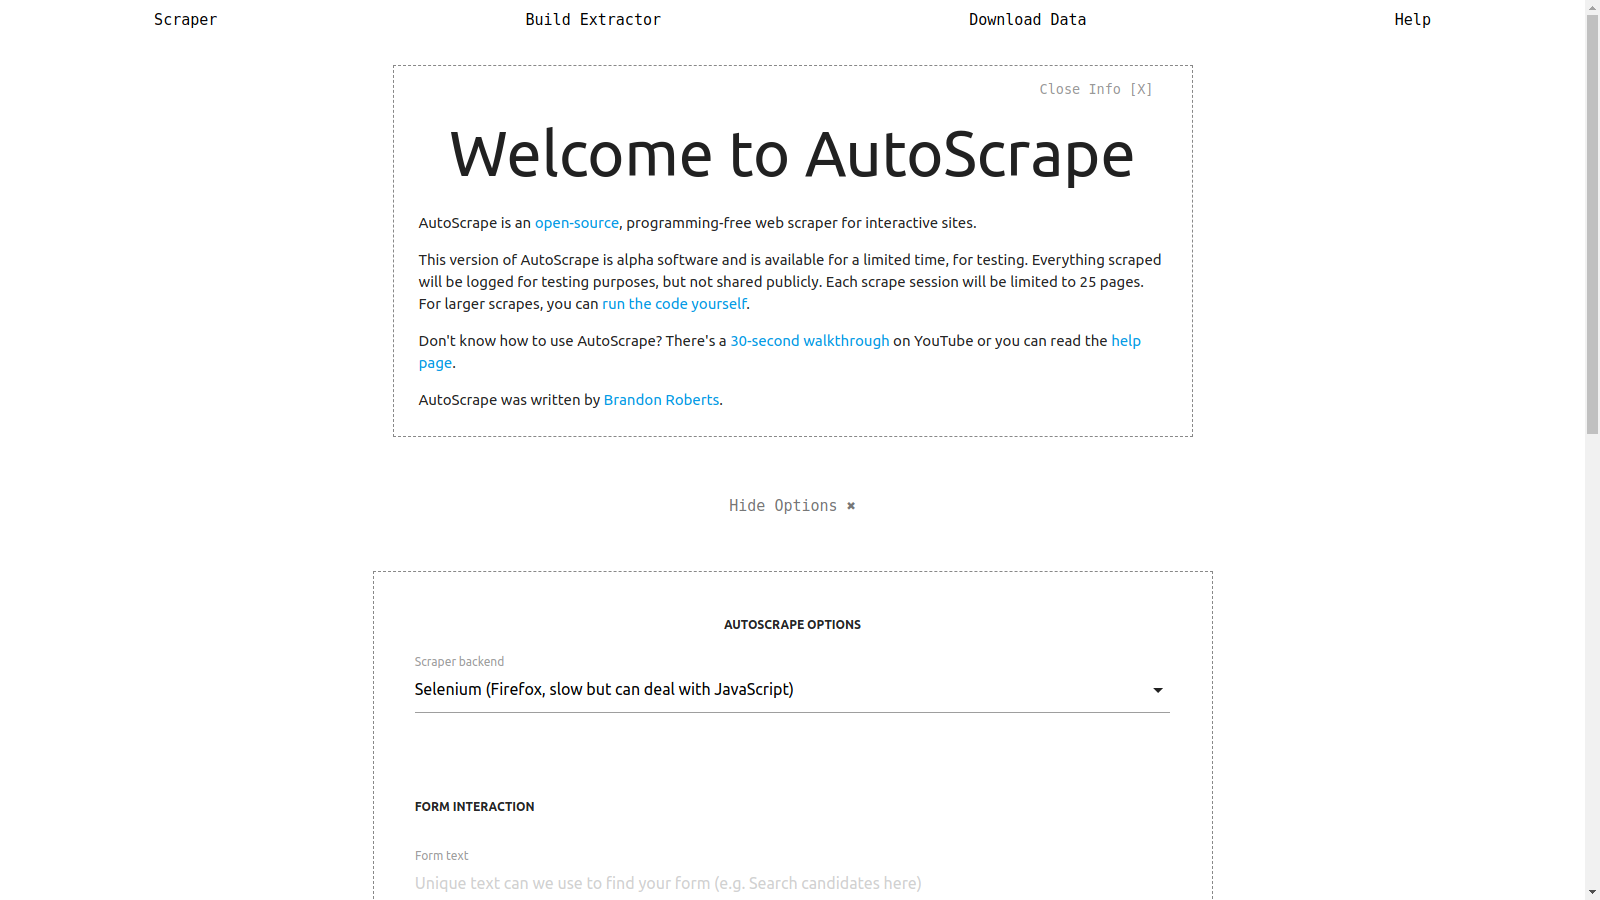 Scraper Build Extractor Download Data Help
Close Info [X]
Welcome to AutoScrape
AutoScrape is an open-source, programming-free web scraper for interactive sites.
This version of AutoScrape is alpha software and is available for a limited time, for testing. Everything scraped
will be logged for testing purposes, but not shared publicly. Each scrape session will be limited to 25 pages.
For larger scrapes, you can run the code yourself.
Don't know how to use AutoScrape? There's a 30-second walkthrough on YouTube or you can read the help
page.
AutoScrape was written by Brandon Roberts.
Hide Options ✖
AUTOSCRAPE OPTIONS
Scraper backend
Selenium (Firefox, slow but can deal with JavaScript)
FORM INTERACTION
Form text
Unique text can we use to find your form (e.g. Search candidates here)